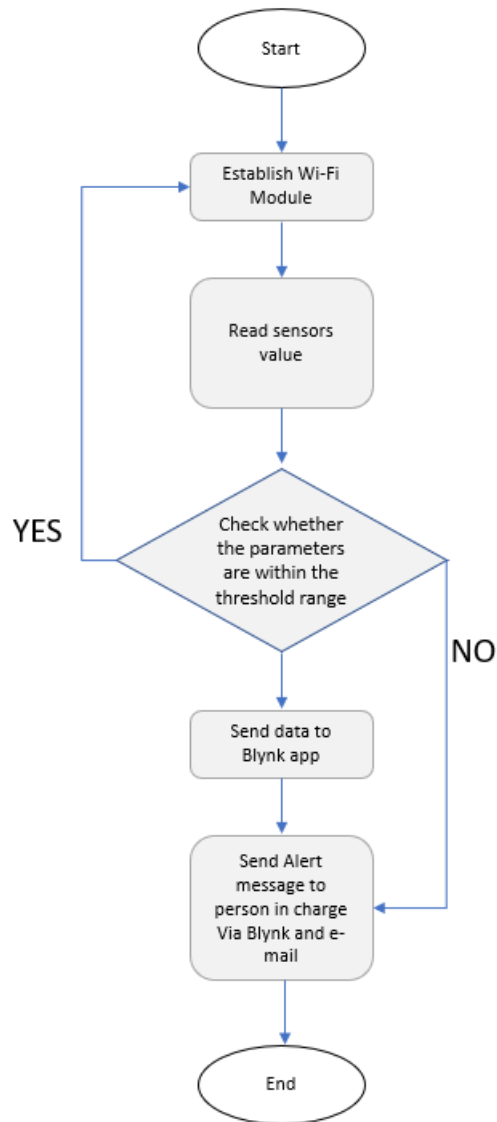 Start
Establish Wi-Fi
Module
Read sensors
value
YES
Check whether
the parameters
are within the
threshold range
NO
Send data to
Blynk app
Send Alert
message to
person in charge
Via Blynk and e-
mail
End